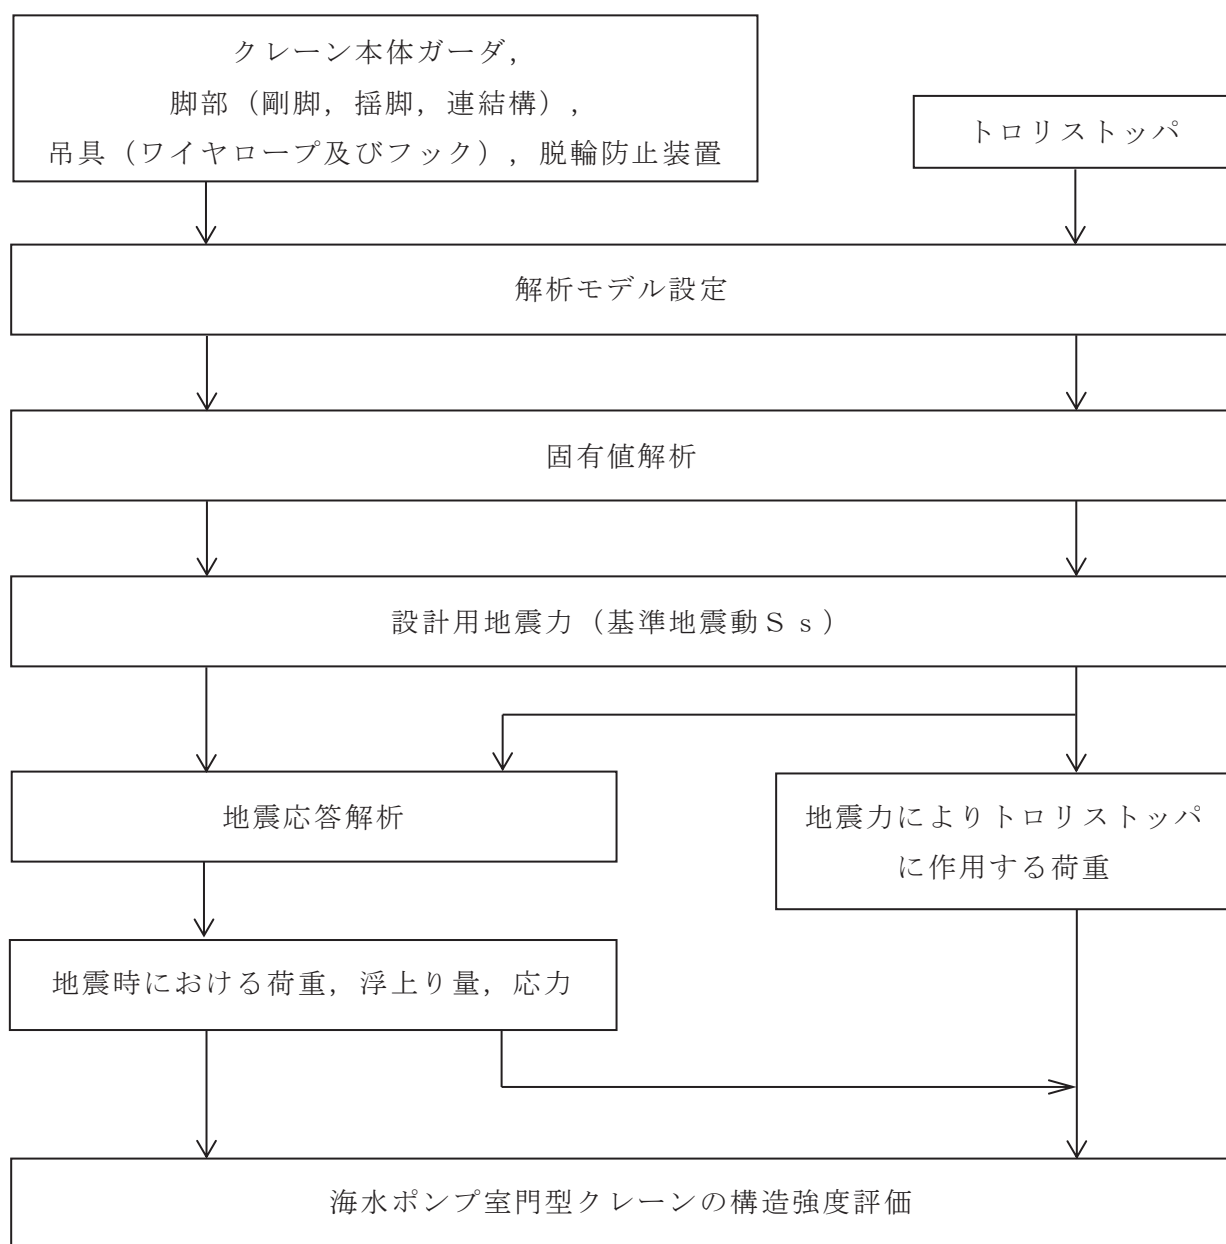 クレーン本体ガーダ，
脚部（剛脚，揺脚，連結構），
吊具（ワイヤロープ及びフック），脱輪防止装置
トロリストッパ
解析モデル設定
固有値解析
設計用地震力（基準地震動Ｓｓ）
地震応答解析
地震力によりトロリストッパ
に作用する荷重
地震時における荷重，浮上り量，応力
海水ポンプ室門型クレーンの構造強度評価